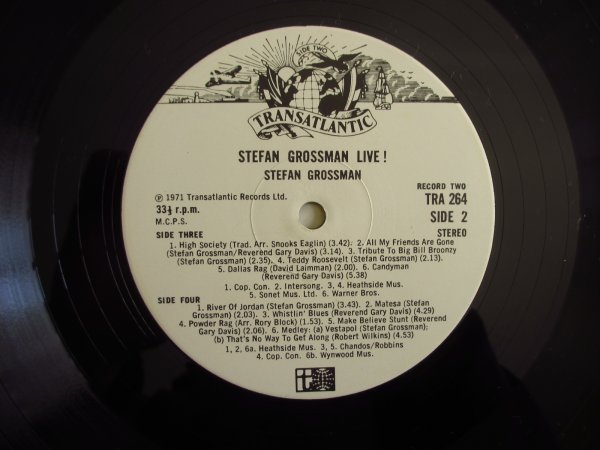 SIDE TWO
TRANSATLANTIC
STEFAN GROSSMAN LIVE!
STEFAN GROSSMAN
℗ 1971 Transatlantic Records Ltd.
33⅓ r.p.m.
M.C.P.S.
RECORD TWO
TRA 264
SIDE 2
STEREO
SIDE THREE
1. High Society (Trad. Arr. Snooks Eaglin) (3.42). 2. All My Friends Are Gone
(Stefan Grossman/Reverend Gary Davis) (3.14). 3. Tribute To Big Bill Broonzy
(Stefan Grossman) (2.35). 4. Teddy Roosevelt (Stefan Grossman) (2.13).
5. Dallas Rag (David Laimman) (2.00). 6. Candyman
(Reverend Gary Davis) (5.38)
1. Cop. Con. 2. Intersong. 3. 4. Heathside Mus.
5. Sonet Mus. Ltd. 6. Warner Bros.
SIDE FOUR
1. River Of Jordan (Stefan Grossman) (3.43). 2. Matesa (Stefan
Grossman) (2.03). 3. Whistlin' Blues (Reverend Gary Davis) (4.29)
4. Powder Rag (Arr. Rory Block) (1.53). 5. Make Believe Stunt (Reverend
Gary Davis) (2.50) 6. Medley: (a) Vestapol (Stefan Grossman);
(b) That's No Way To Get Along (Robert Wilkins) (4.53)
1, 2, 6a. Heathside Mus. 3, 5. Chandos/Robbins
4. Cop. Con. 6b. Wynwood Mus.